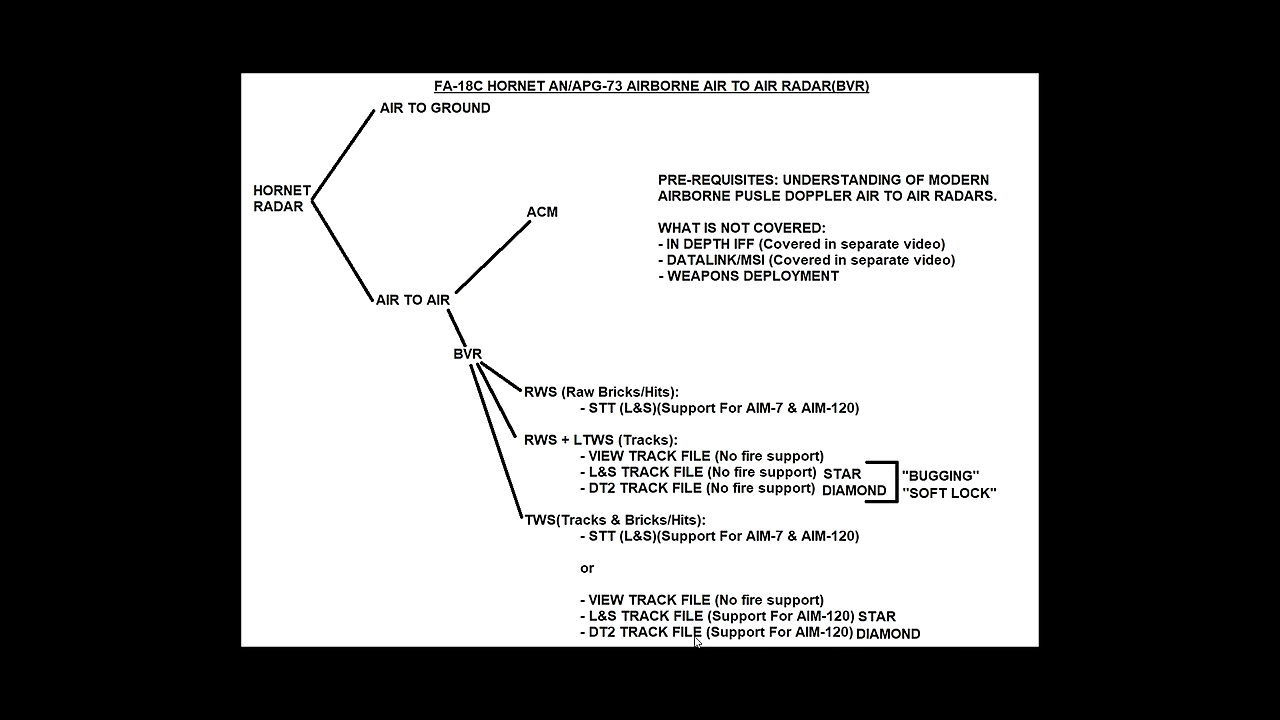 FA-18C HORNET AN/APG-73 AIRBORNE AIR TO AIR RADAR(BVR)
AIR TO GROUND
HORNET
RADAR
ACM
AIR TO AIR
BVR
PRE-REQUISITES: UNDERSTANDING OF MODERN
AIRBORNE PUSLE DOPPLER AIR TO AIR RADARS.
WHAT IS NOT COVERED:
- IN DEPTH IFF (Covered in separate video)
- DATALINK/MSI (Covered in separate video)
- WEAPONS DEPLOYMENT
RWS (Raw Bricks/Hits):
- STT (L&S)(Support For AIM-7 & AIM-120)
RWS + LTWS (Tracks):
- VIEW TRACK FILE (No fire support)
- L&S TRACK FILE (No fire support) STAR
- DT2 TRACK FILE (No fire support) DIAMOND
"BUGGING"
"SOFT LOCK"
TWS(Tracks & Bricks/Hits):
- STT (L&S)(Support For AIM-7 & AIM-120)
or
- VIEW TRACK FILE (No fire support)
- L&S TRACK FILE (Support For AIM-120) STAR
- DT2 TRACK FILE (Support For AIM-120) DIAMOND